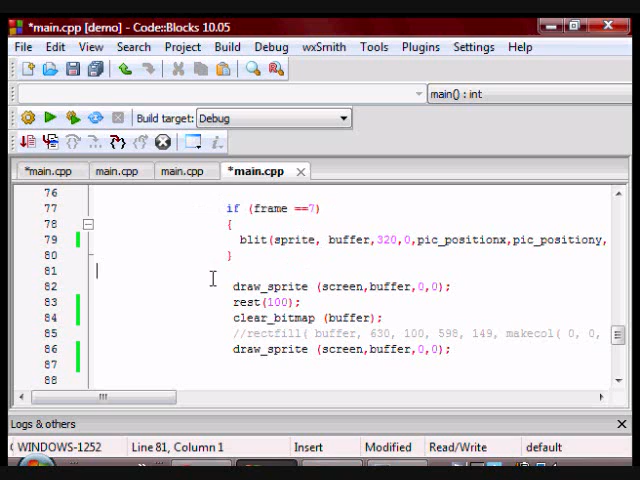 *main.cpp [demo] - Code::Blocks 10.05
File Edit View Search Project Build Debug wxSmith Tools Plugins Settings Help
main() : int
Build target: Debug
*main.cpp main.cpp main.cpp *main.cpp
76
77 if (frame ==7)
78 {
79 blit(sprite, buffer,320,0,pic_positionx,pic_positiony,
80 }
81
82 draw_sprite (screen,buffer,0,0);
83 rest(100);
84 clear_bitmap (buffer);
85 //rectfill( buffer, 630, 100, 598, 149, makecol( 0, 0,
86 draw_sprite (screen,buffer,0,0);
87
88
Logs & others
WINDOWS-1252 Line 81, Column 1 Insert Modified Read/Write default